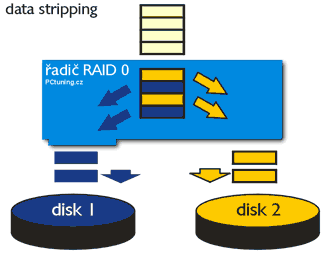 data stripping
řadič RAID 0
PCtuning.cz
disk 1
disk 2